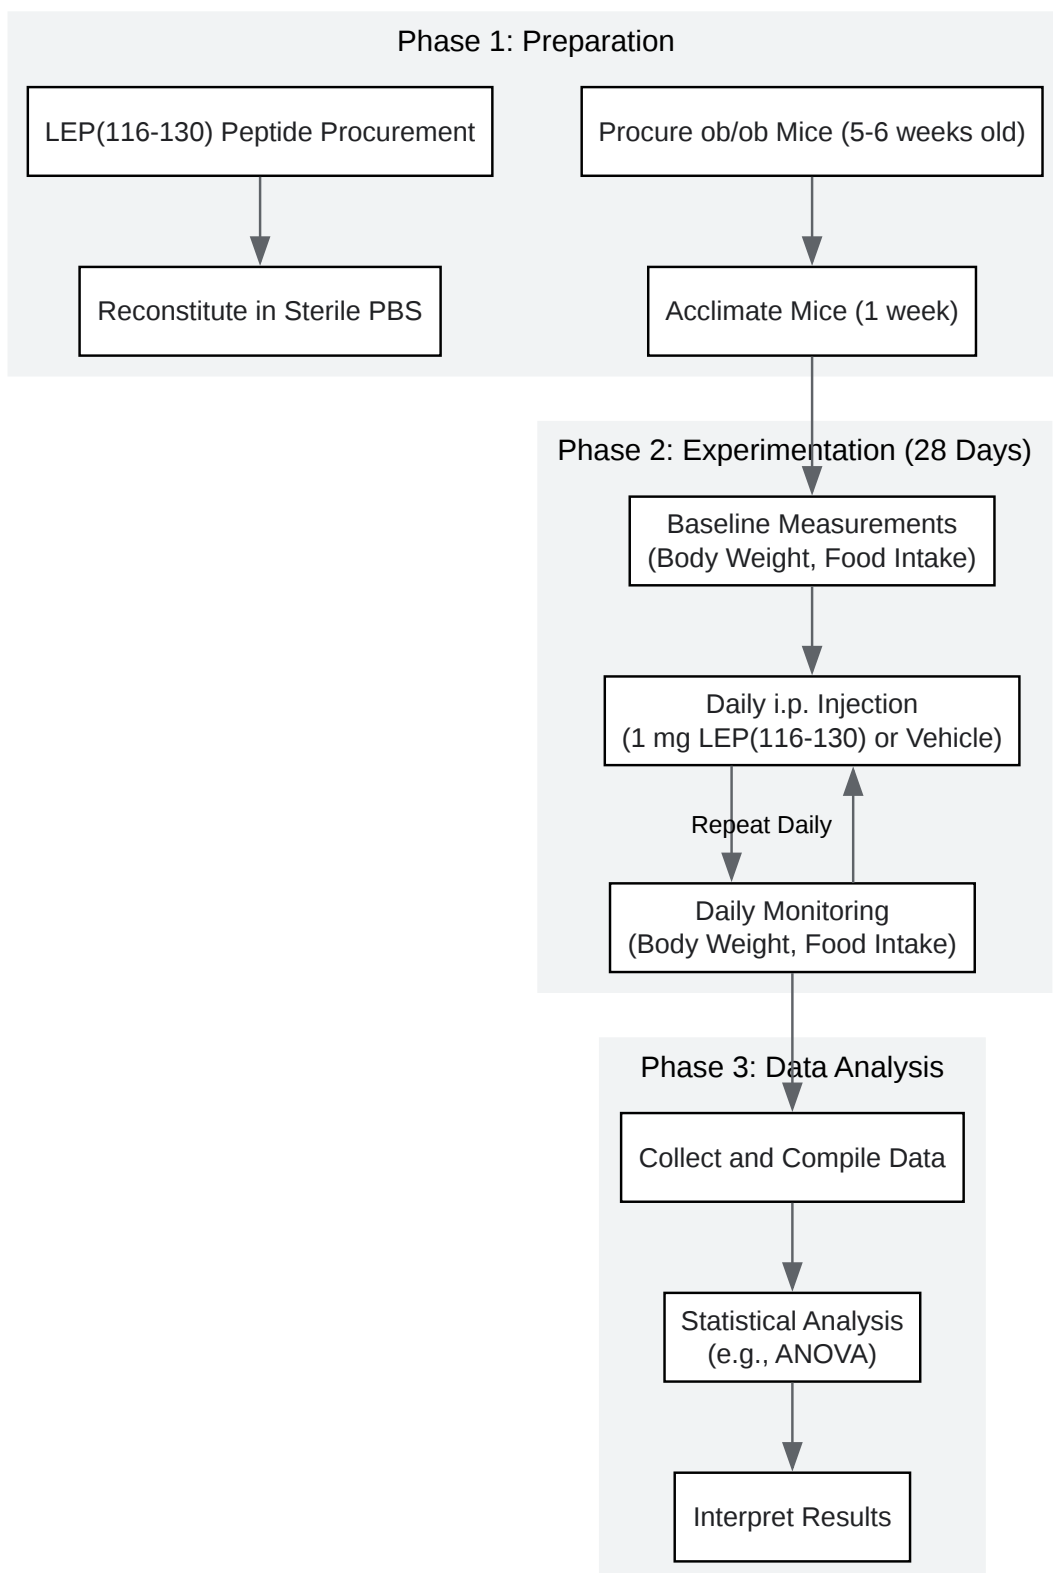 Phase 1: Preparation
LEP(116-130) Peptide Procurement
Procure ob/ob Mice (5-6 weeks old)
Reconstitute in Sterile PBS
Acclimate Mice (1 week)
Phase 2: Experimentation (28 Days)
Baseline Measurements
(Body Weight, Food Intake)
Daily i.p. Injection
(1 mg LEP(116-130) or Vehicle)
Repeat Daily
Daily Monitoring
(Body Weight, Food Intake)
Phase 3: Data Analysis
Collect and Compile Data
Statistical Analysis
(e.g., ANOVA)
Interpret Results